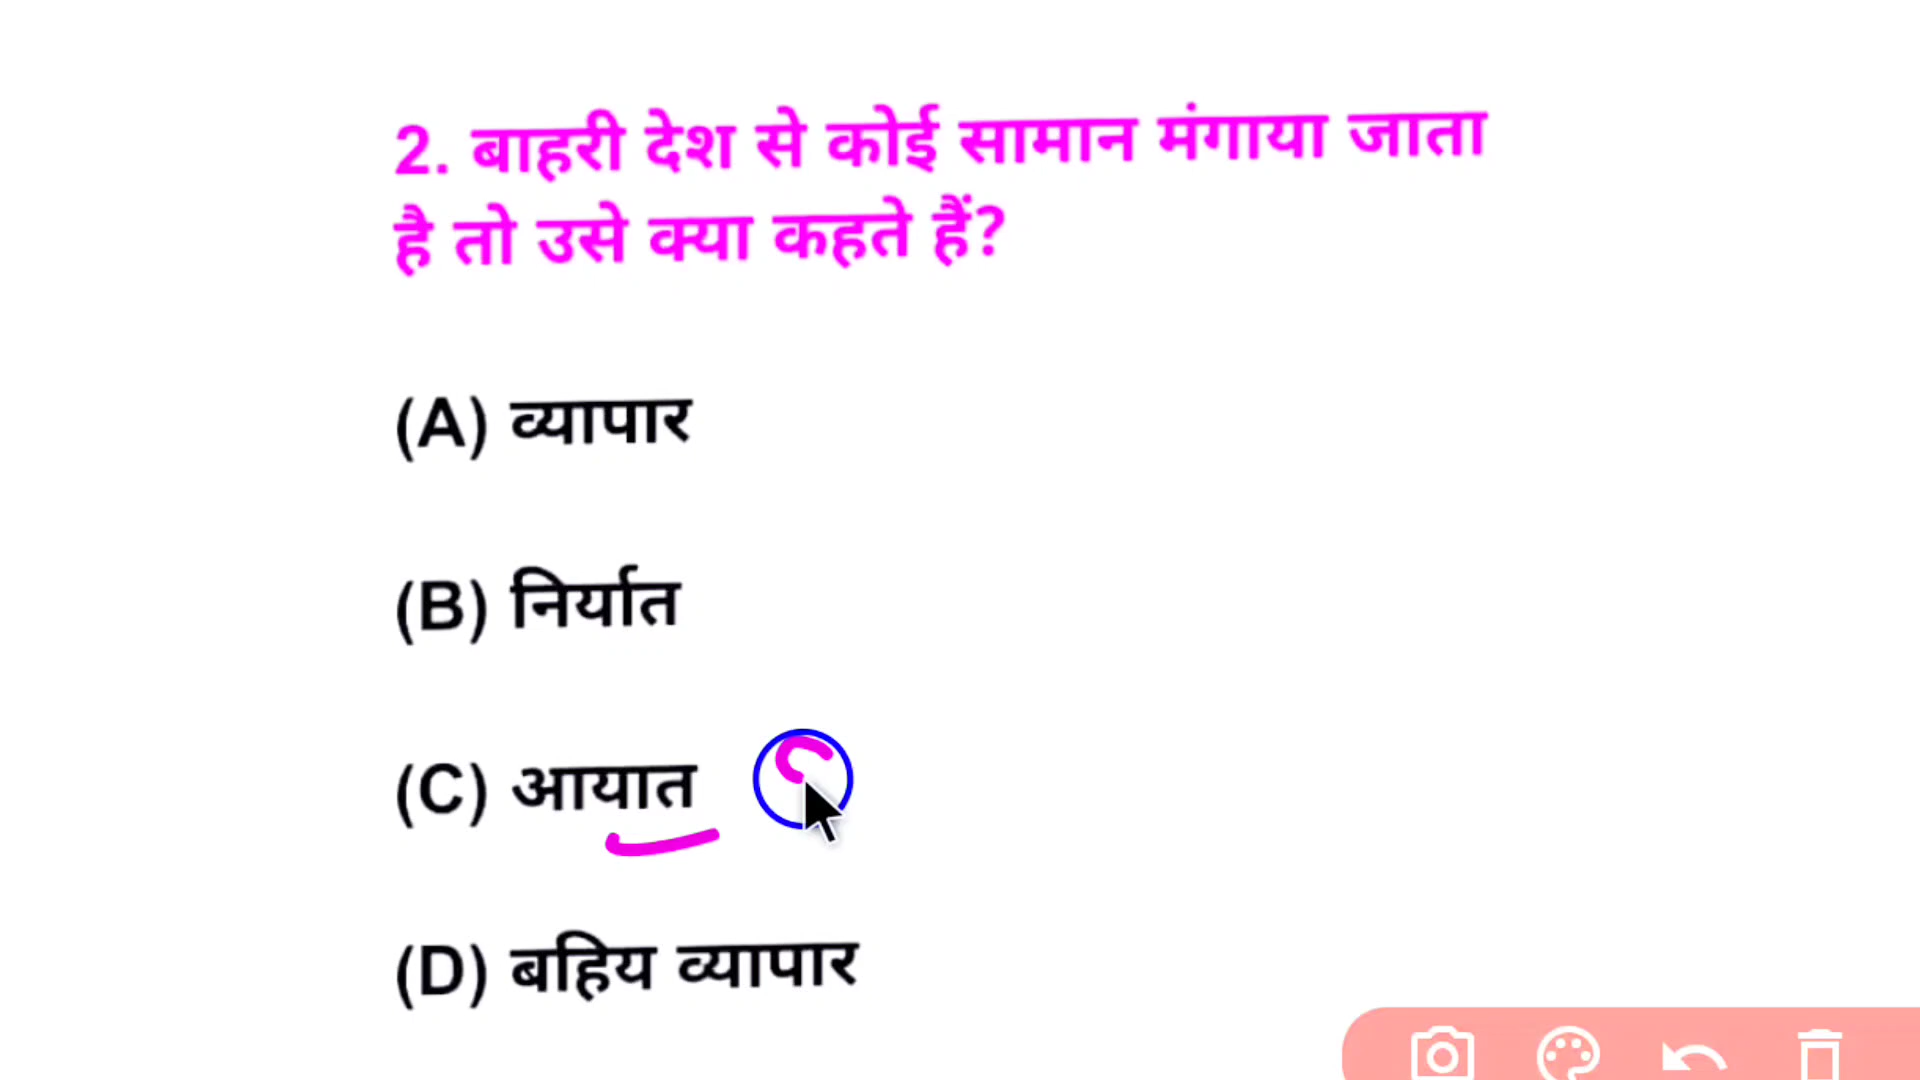 2. बाहरी देश से कोई सामान मंगाया जाता
है तो उसे क्या कहते हैं?
(A) व्यापार
(B) निर्यात
(C) आयात
(D) बहिय व्यापार